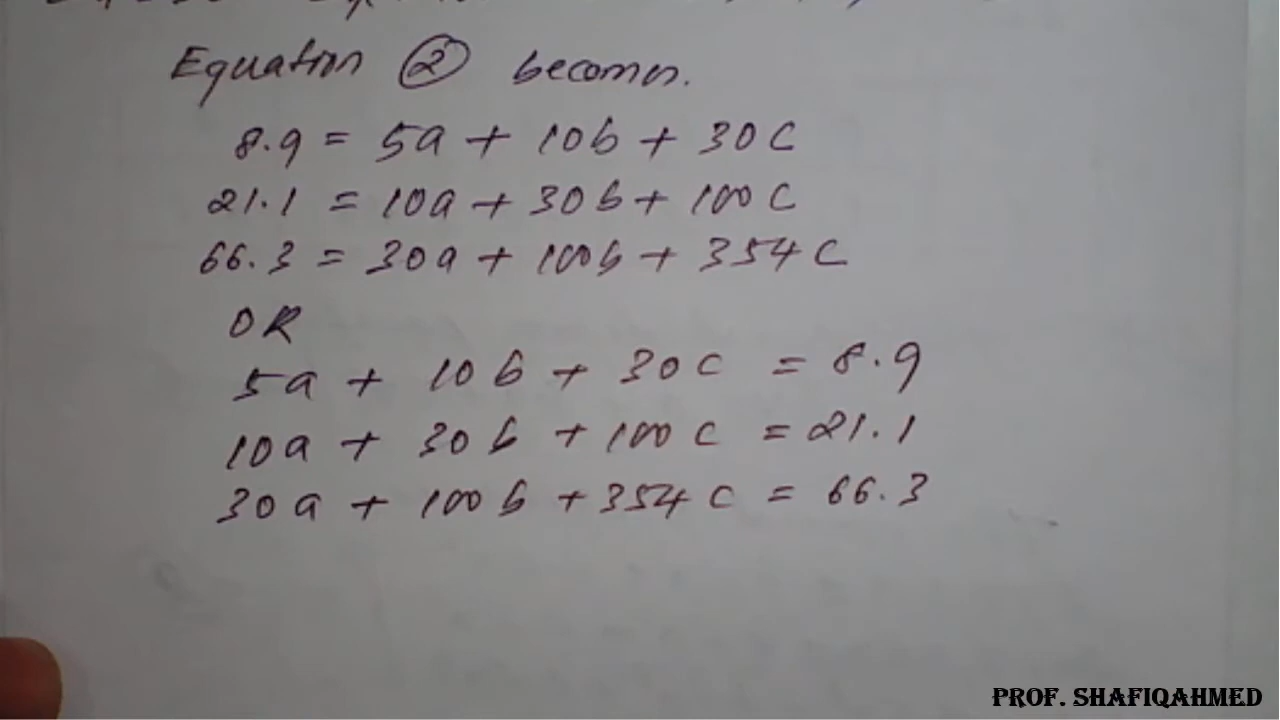 Equation ② becomes.
8.9 = 5a + 10b + 30c
21.1 = 10a + 30b + 100c
66.3 = 30a + 100b + 354c
OR
5a + 10b + 30c = 8.9
10a + 30b + 100c = 21.1
30a + 100b + 354c = 66.3
PROF. SHAFIQAHMED